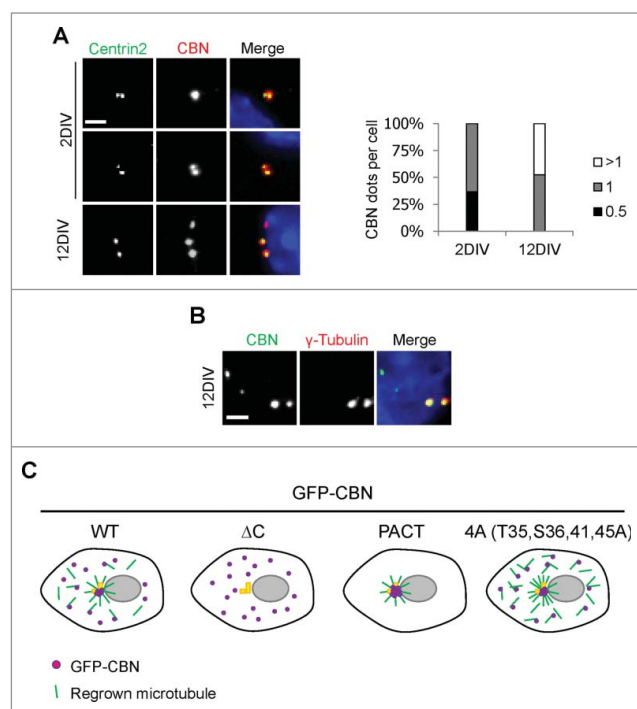 A
Centrin2 CBN Merge
2DIV
12DIV
CBN dots per cell
100%
75%
50%
25%
0%
2DIV 12DIV
>1
1
0.5
B
CBN γ-Tubulin Merge
12DIV
C
GFP-CBN
WT ΔC PACT 4A (T35,S36,41,45A)
GFP-CBN
Regrown microtubule